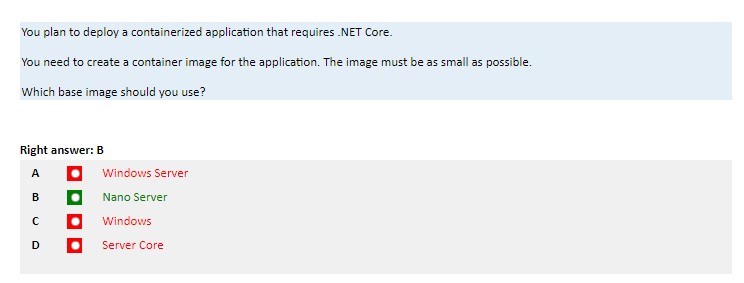 You plan to deploy a containerized application that requires .NET Core.
You need to create a container image for the application. The image must be as small as possible.
Which base image should you use?
Right answer: B
A Windows Server
B Nano Server
C Windows
D Server Core